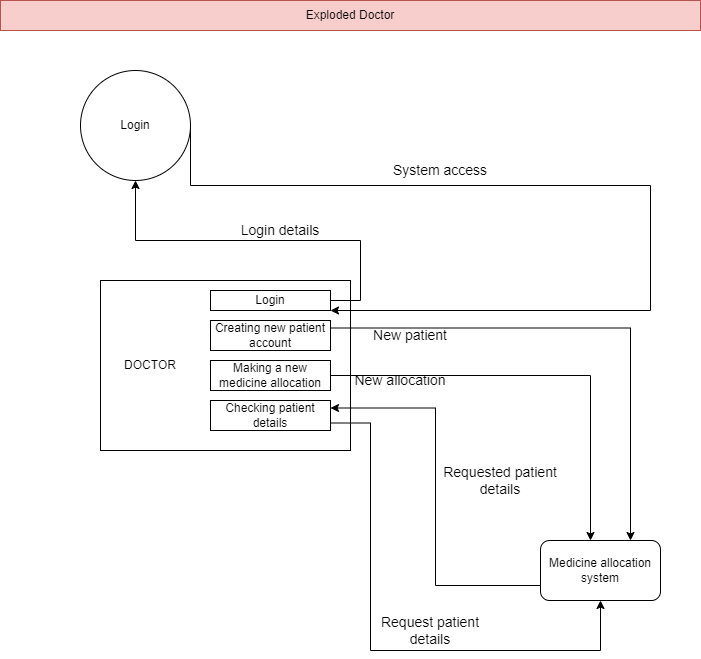 Exploded Doctor
Login
System access
Login details
Login
Creating new patient
account
New patient
DOCTOR
Making a new
medicine allocation
New allocation
Checking patient
details
Requested patient
details
Medicine allocation
system
Request patient
details